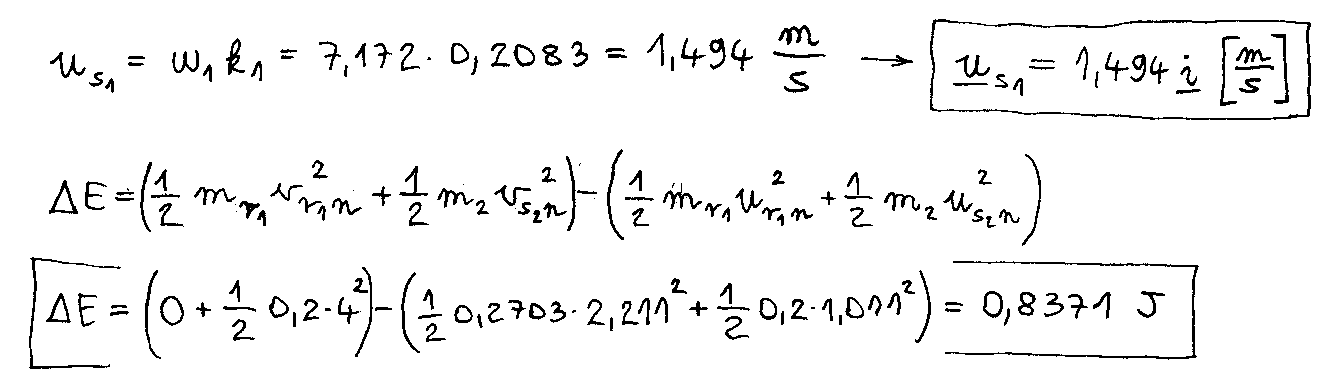 u_{s1} = ω_1 k_1 = 7,172 · 0,2083 = 1,494 m/s → u_{s1} = 1,494 i [m/s]
ΔE = (1/2 m_{r1} v_{r1n}^2 + 1/2 m_2 v_{s2n}^2) - (1/2 m_{r1} u_{r1n}^2 + 1/2 m_2 u_{s2n}^2)
ΔE = (0 + 1/2 0,2 · 4^2) - (1/2 0,2703 · 2,211^2 + 1/2 0,2 · 1,011^2) = 0,8371 J